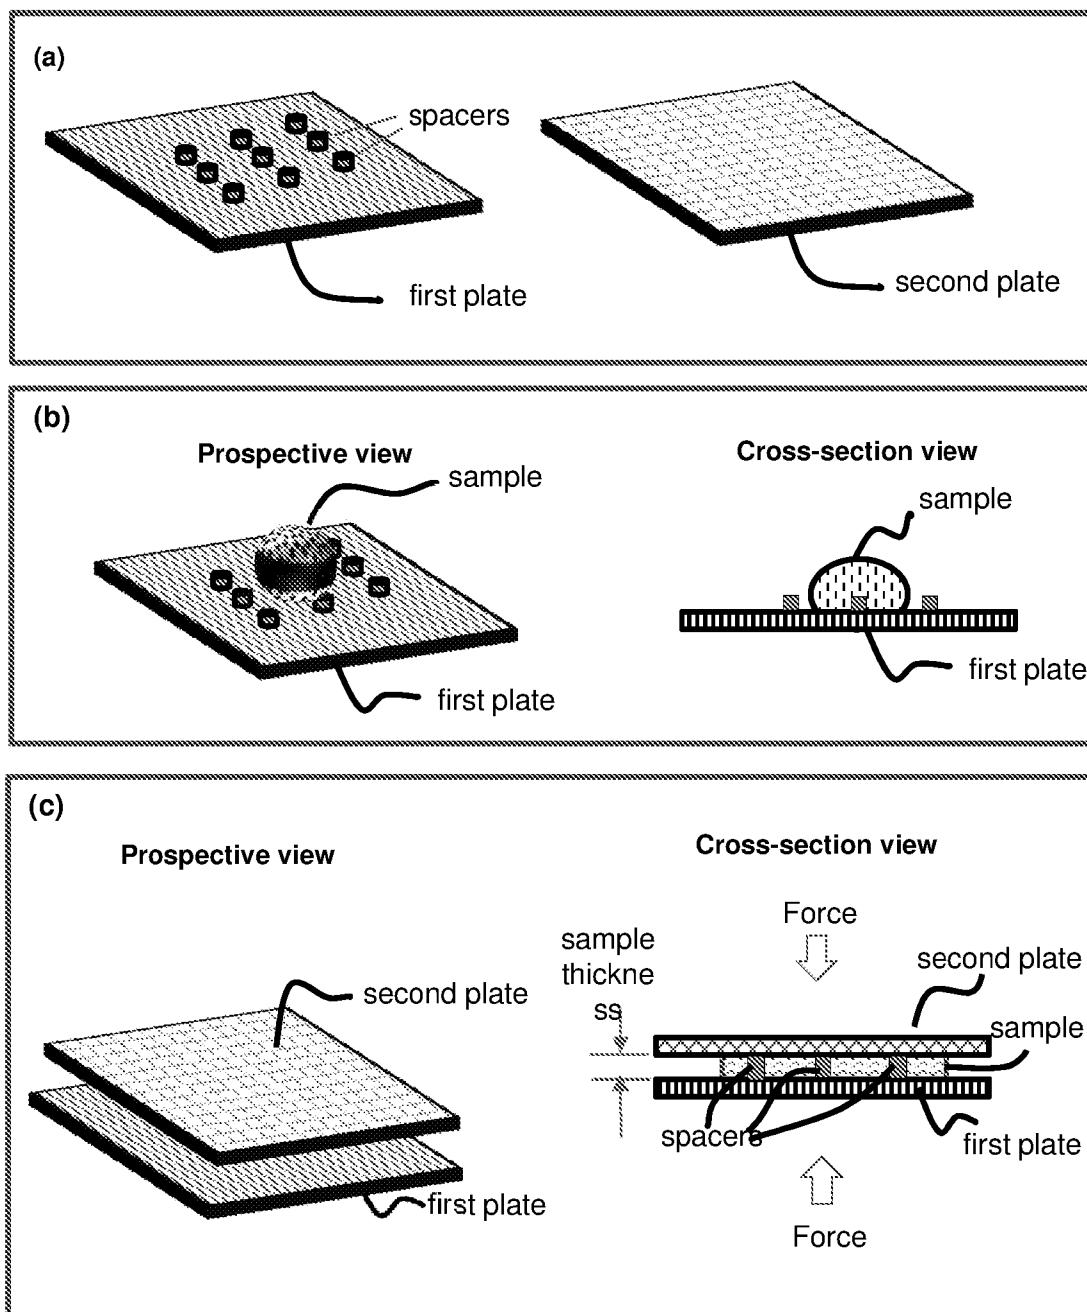 (a)
spacers
first plate
second plate
(b)
Prospective view
sample
first plate
Cross-section view
sample
first plate
(c)
Prospective view
second plate
first plate
Cross-section view
Force
sample
thickne
ss
second plate
sample
spacers
first plate
Force